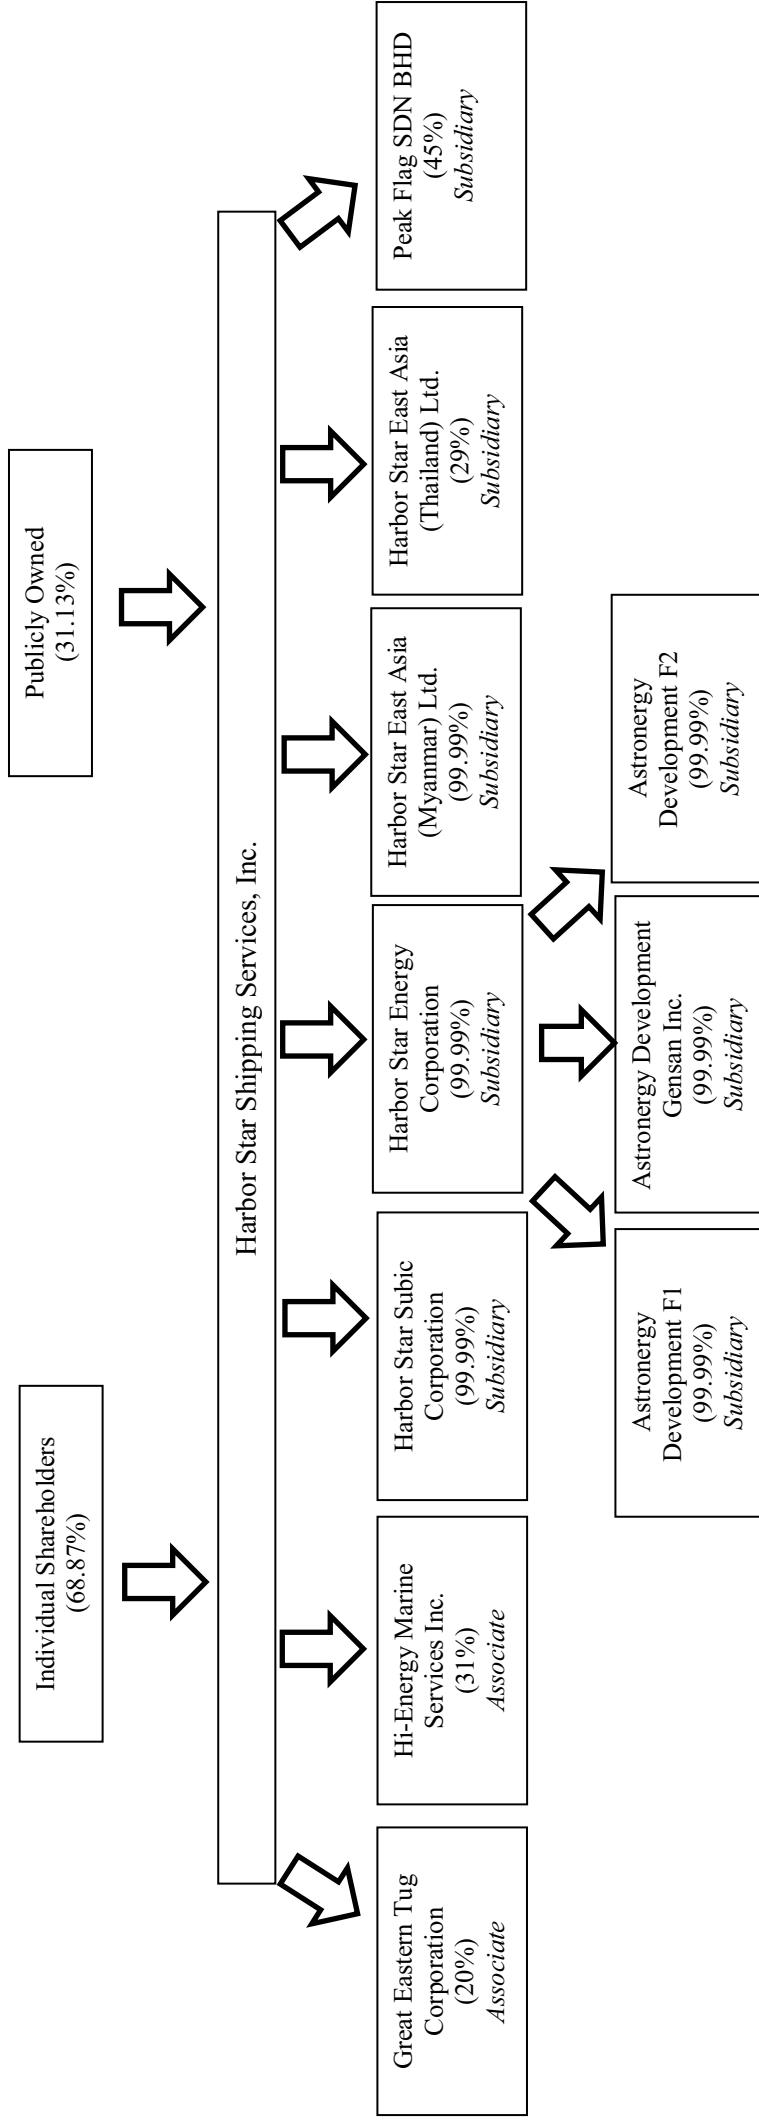 Individual Shareholders
(68.87%)
Publicly Owned
(31.13%)
Harbor Star Shipping Services, Inc.
Great Eastern Tug
Corporation
(20%)
Associate
Hi-Energy Marine
Services Inc.
(31%)
Associate
Harbor Star Subic
Corporation
(99.99%)
Subsidiary
Harbor Star Energy
Corporation
(99.99%)
Subsidiary
Harbor Star East Asia
(Myanmar) Ltd.
(99.99%)
Subsidiary
Harbor Star East Asia
(Thailand) Ltd.
(29%)
Subsidiary
Peak Flag SDN BHD
(45%)
Subsidiary
Astronergy
Development F1
(99.99%)
Subsidiary
Astronergy Development
Gensan Inc.
(99.99%)
Subsidiary
Astronergy
Development F2
(99.99%)
Subsidiary